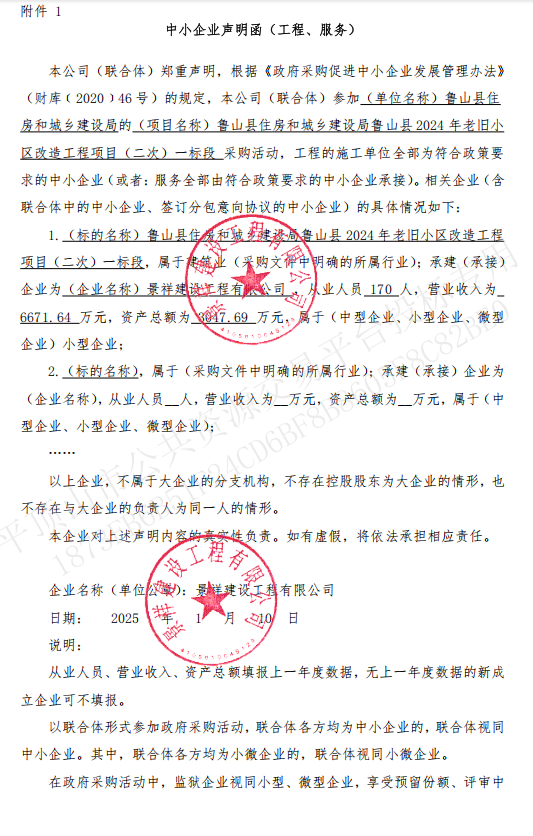 附件 1
中小企业声明函（工程、服务）
本公司（联合体）郑重声明，根据《政府采购促进中小企业发展管理办法》
（财库﹝2020﹞46 号）的规定，本公司（联合体）参加（单位名称）鲁山县住
房和城乡建设局的（项目名称）鲁山县住房和城乡建设局鲁山县 2024 年老旧小
区改造工程项目（二次）一标段 采购活动，工程的施工单位全部为符合政策要
求的中小企业（或者：服务全部由符合政策要求的中小企业承接）。相关企业（含
联合体中的中小企业、签订分包意向协议的中小企业）的具体情况如下：
1.（标的名称）鲁山县住房和城乡建设局鲁山县 2024 年老旧小区改造工程
项目（二次）一标段，属于建筑业（采购文件中明确的所属行业）；承建（承接）
企业为（企业名称）景祥建设工程有限公司，从业人员 170 人，营业收入为
6671.64 万元，资产总额为 3647.69 万元，属于（中型企业、小型企业、微型
企业）小型企业；
2.（标的名称），属于（采购文件中明确的所属行业）；承建（承接）企业为
（企业名称），从业人员__人，营业收入为__万元，资产总额为__万元，属于（中
型企业、小型企业、微型企业）；
……
以上企业，不属于大企业的分支机构，不存在控股股东为大企业的情形，也
不存在与大企业的负责人为同一人的情形。
本企业对上述声明内容的真实性负责。如有虚假，将依法承担相应责任。
企业名称（单位公章）：景祥建设工程有限公司
日期： 2025 年 1 月 10 日
说明：
从业人员、营业收入、资产总额填报上一年度数据，无上一年度数据的新成
立企业可不填报。
以联合体形式参加政府采购活动，联合体各方均为中小企业的，联合体视同
中小企业。其中，联合体各方均为小微企业的，联合体视同小微企业。
在政府采购活动中，监狱企业视同小型、微型企业，享受预留份额、评审中
景祥建设工程有限公司
景祥建设工程有限公司